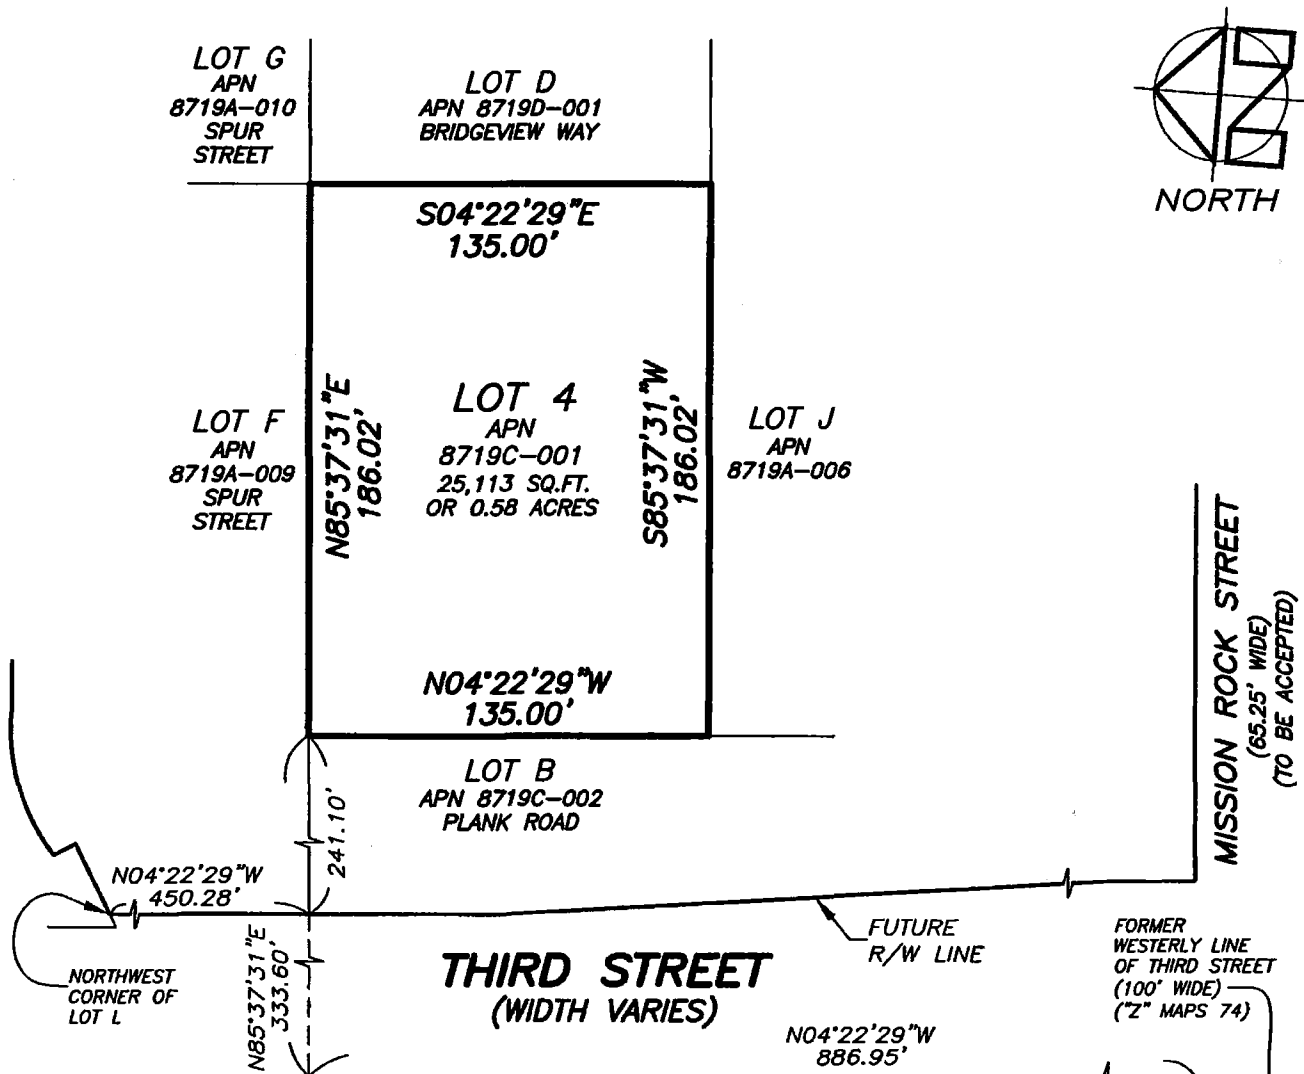 LOT G
APN
8719A-010
SPUR
STREET
LOT D
APN 8719D-001
BRIDGEVIEW WAY
NORTH
S04°22'29"E
135.00'
LOT F
APN
8719A-009
SPUR
STREET
N85°37'31"E
186.02'
LOT 4
APN
8719C-001
25,113 SQ.FT.
OR 0.58 ACRES
S85°37'31"W
186.02'
LOT J
APN
8719A-006
MISSION ROCK STREET
(65.25' WIDE)
(TO BE ACCEPTED)
N04°22'29"W
135.00'
LOT B
APN 8719C-002
PLANK ROAD
241.10'
N04°22'29"W
450.28'
NORTHWEST
CORNER OF
LOT L
N85°37'31"E
333.60'
THIRD STREET
(WIDTH VARIES)
FUTURE
R/W LINE
FORMER
WESTERLY LINE
OF THIRD STREET
(100' WIDE)
("Z" MAPS 74)
N04°22'29"W
886.95'